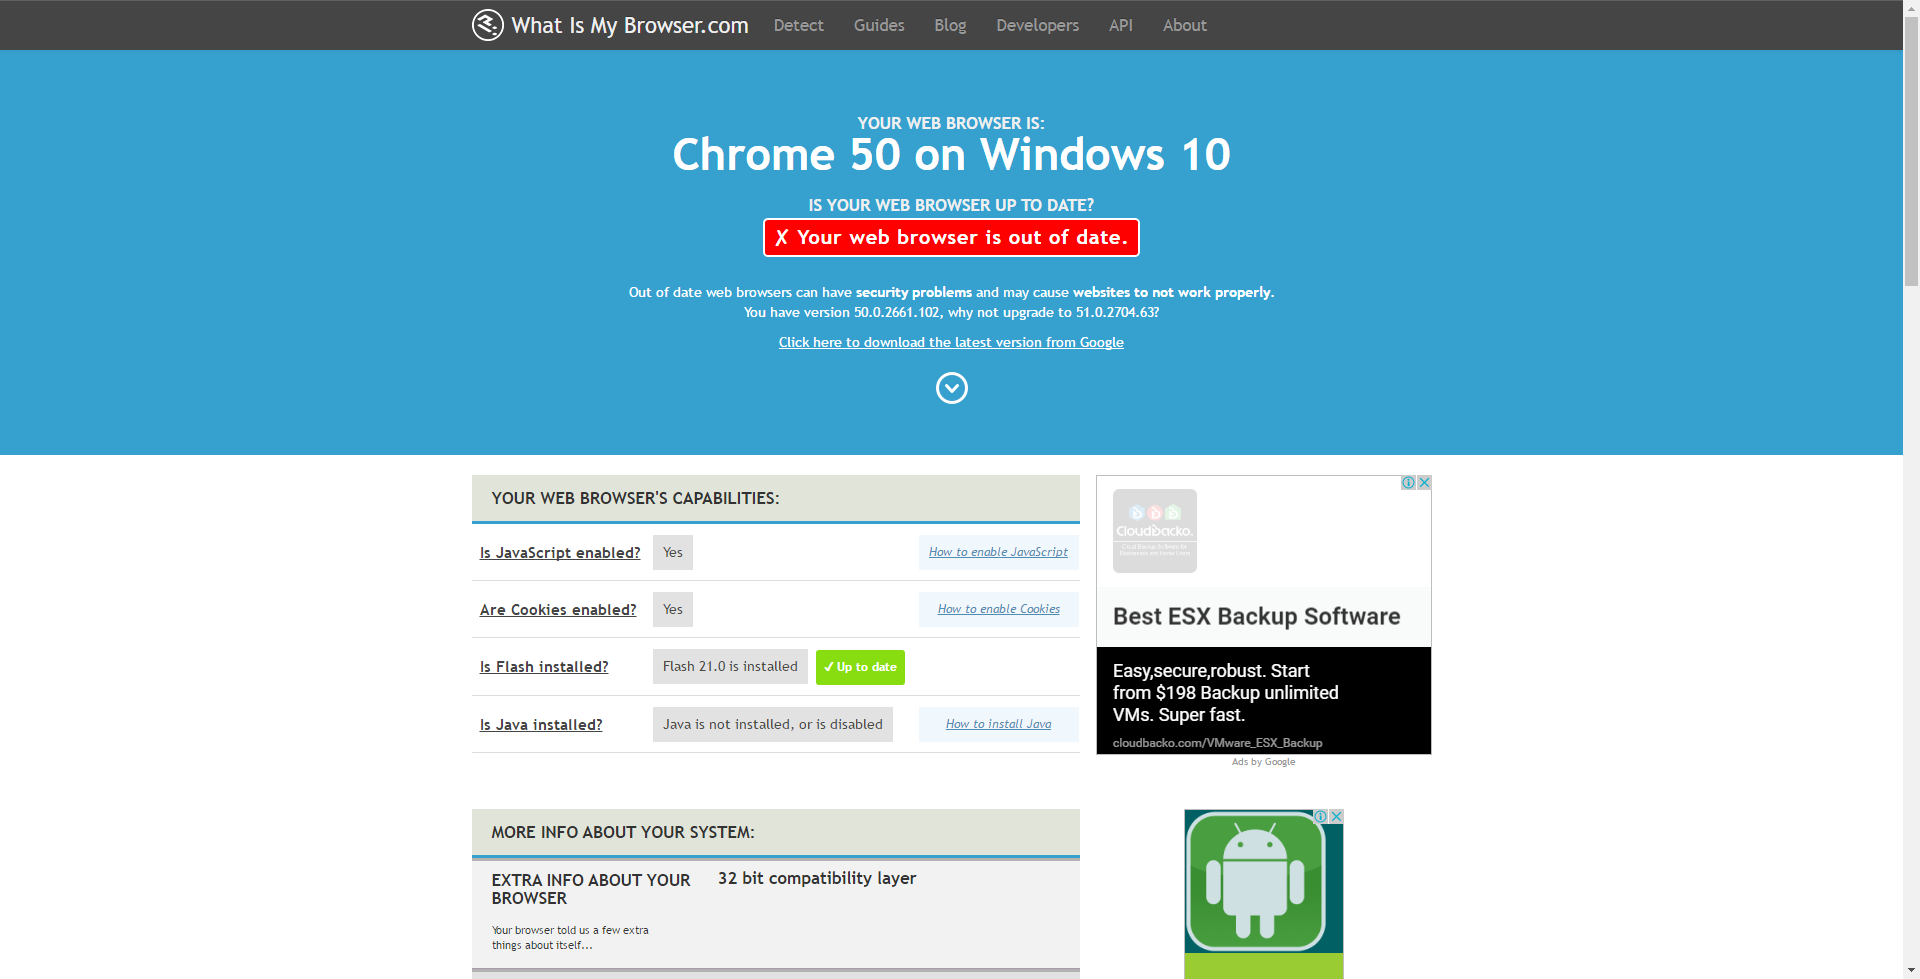 What Is My Browser.com Detect Guides Blog Developers API About
YOUR WEB BROWSER IS:
Chrome 50 on Windows 10
IS YOUR WEB BROWSER UP TO DATE?
✗ Your web browser is out of date.
Out of date web browsers can have security problems and may cause websites to not work properly.
You have version 50.0.2661.102, why not upgrade to 51.0.2704.63?
Click here to download the latest version from Google
YOUR WEB BROWSER'S CAPABILITIES:
Is JavaScript enabled? Yes How to enable JavaScript
Are Cookies enabled? Yes How to enable Cookies
Is Flash installed? Flash 21.0 is installed ✓ Up to date
Is Java installed? Java is not installed, or is disabled How to install Java
Cloudbacko.
Best ESX Backup Software
Easy,secure,robust. Start
from $198 Backup unlimited
VMs. Super fast.
cloudbacko.com/VMware_ESX_Backup
Ads by Google
MORE INFO ABOUT YOUR SYSTEM:
EXTRA INFO ABOUT YOUR
BROWSER
32 bit compatibility layer
Your browser told us a few extra
things about itself...